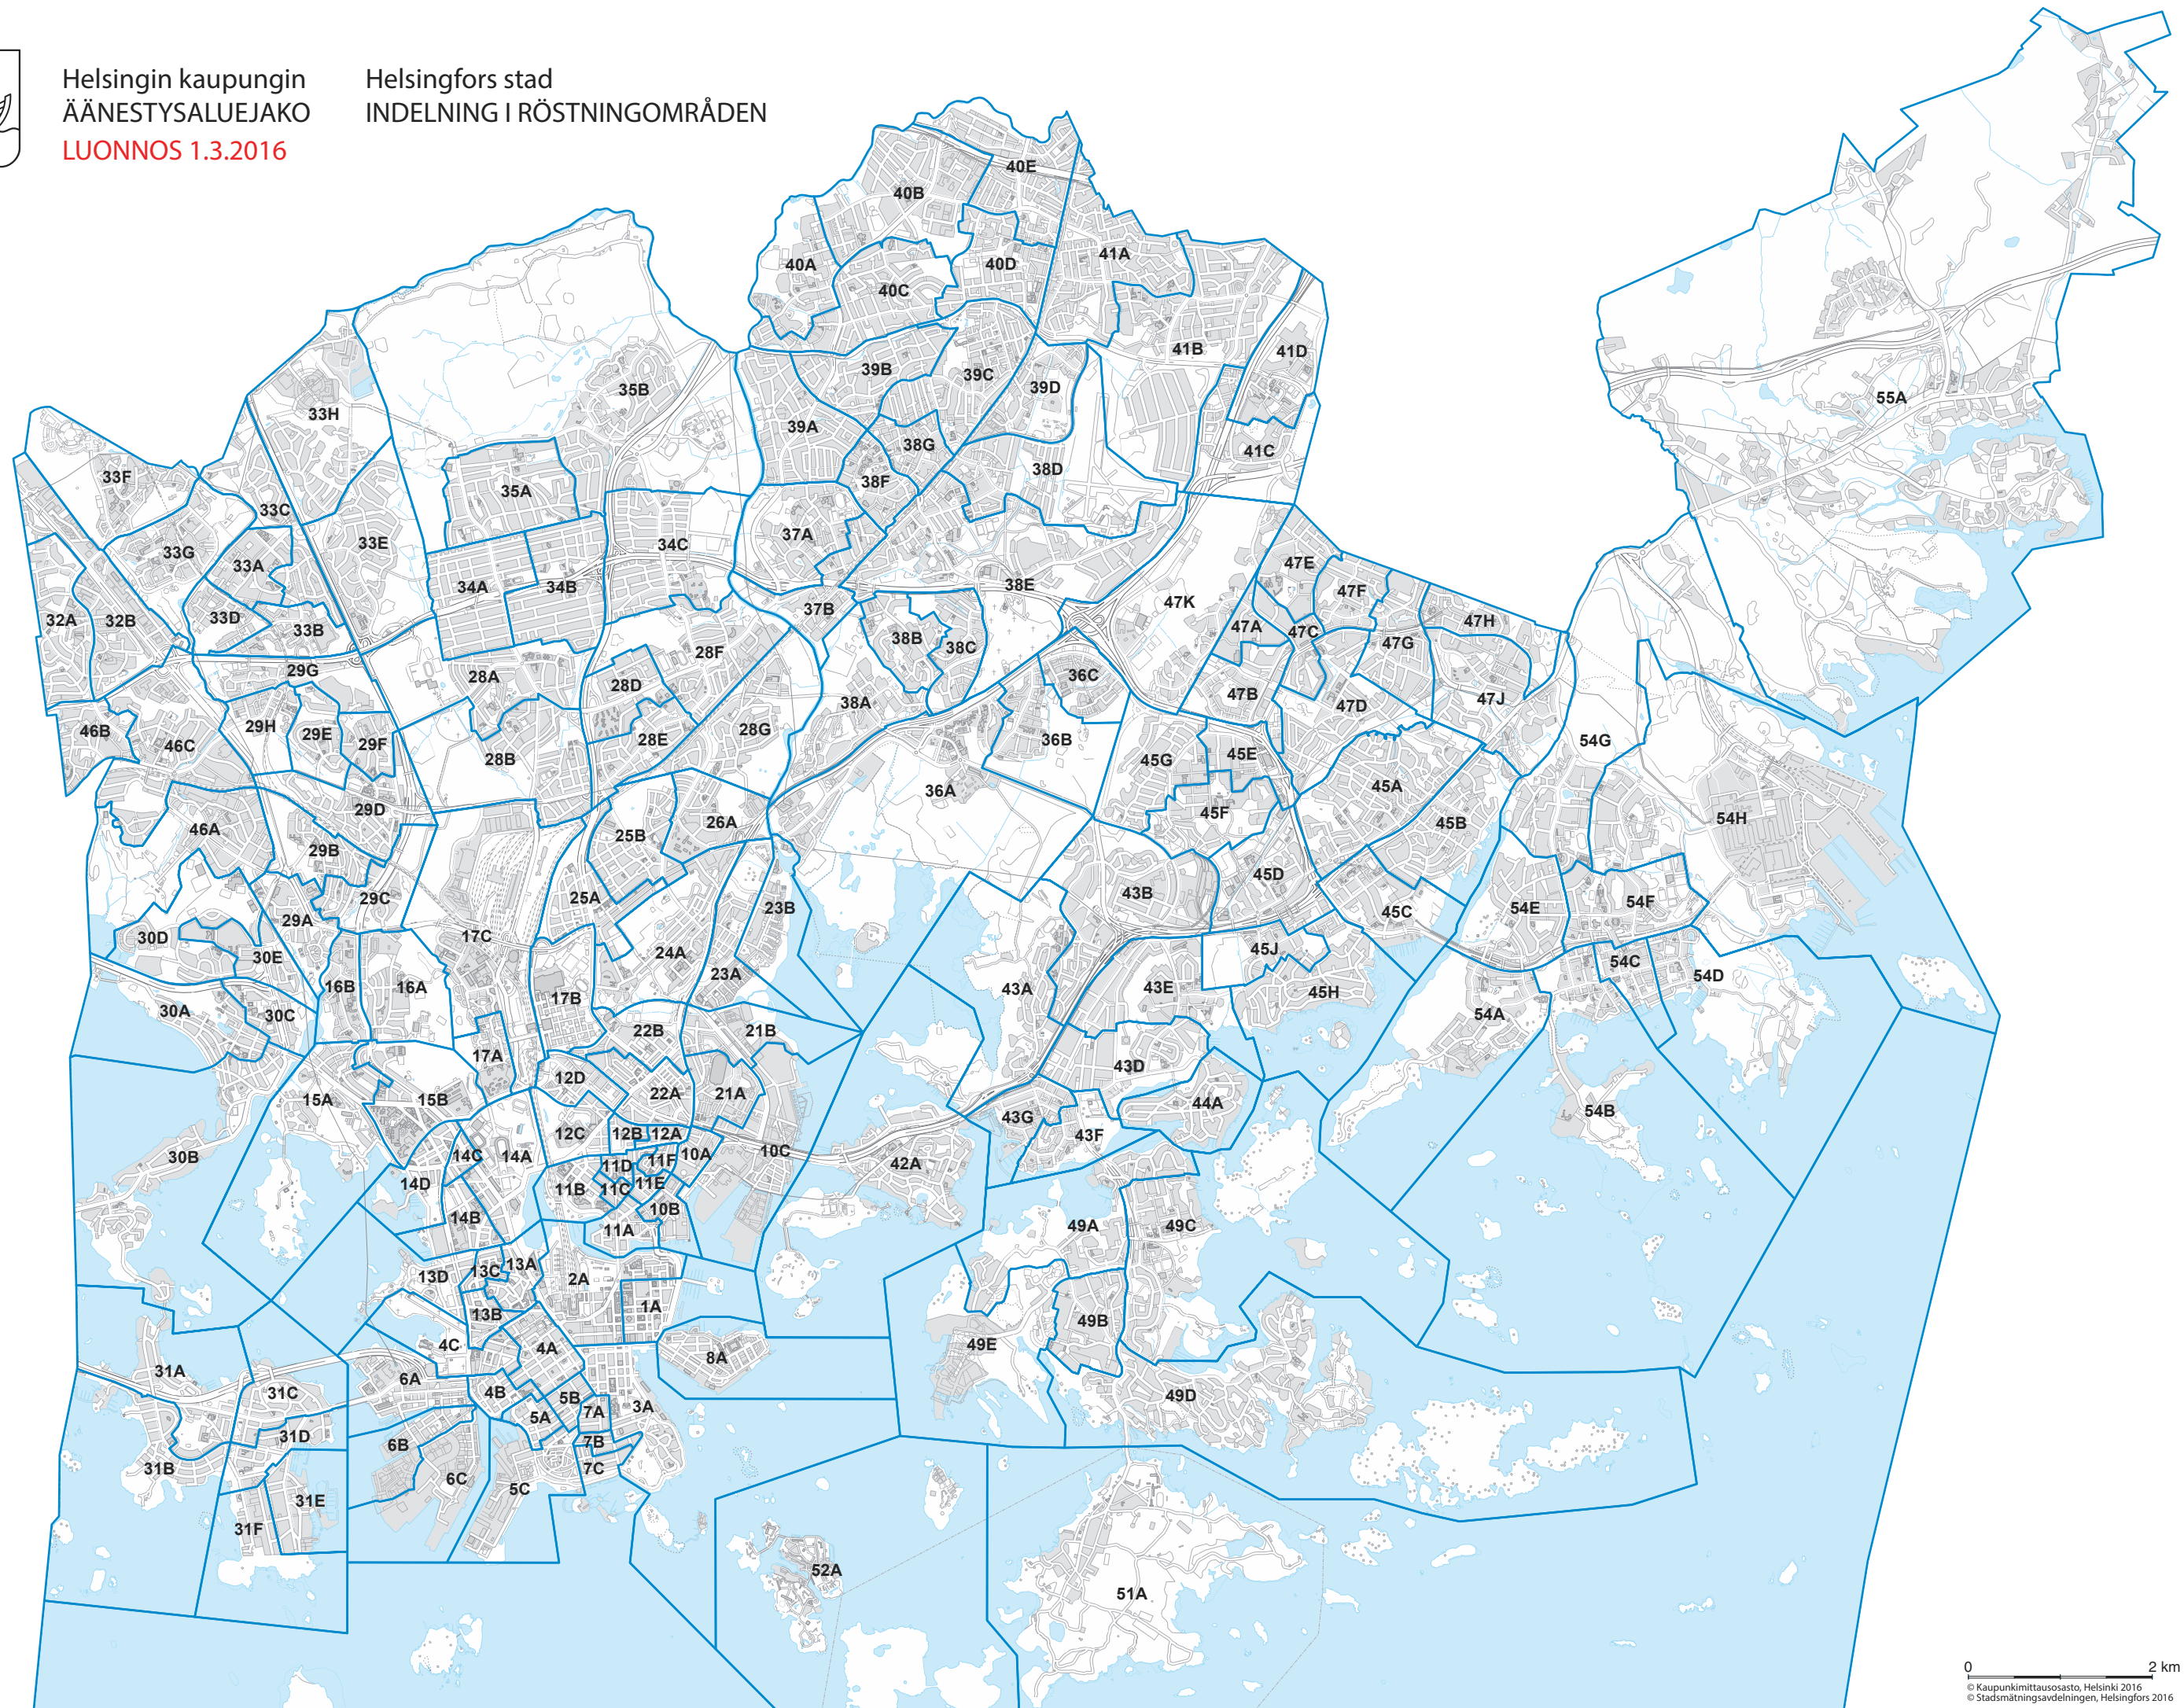 Helsingin kaupungin
ÄÄNESTYSALUEJAKO
LUONNOS 1.3.2016
Helsingfors stad
INDELNING I RÖSTNINGOMRÅDEN
40E
40B
40A
40D
41A
40C
41B
41D
39B
39C
39D
35B
55A
33H
39A
38G
41C
38D
33F
38F
35A
33C
37A
33E
34C
33G
33A
47E
34A
34B
38E
47F
47K
37B
32A
32B
33D
33B
47A
47C
47H
47G
38B
38C
28F
29G
28A
28D
36C
47B
47J
38A
47D
46B
46C
29H
29E
29F
28E
28G
36B
54G
28B
45G
45E
45A
36A
29D
45F
46A
25B
26A
45B
54H
29B
45D
29C
25A
43B
23B
45C
54E
54F
29A
30D
17C
30E
24A
45J
54C
54D
23A
16B
16A
43A
43E
45H
17B
30A
30C
54A
22B
21B
17A
12D
43D
22A
21A
15A
15B
44A
54B
43G
12C
12B
12A
43F
30B
14C
14A
11F
10A
10C
42A
11D
14D
11B
11C
11E
10B
14B
11A
49A
49C
13D
13C
13A
2A
1A
13B
49B
4C
4A
49E
8A
31A
6A
31C
4B
5B
49D
5A
7A
3A
31D
6B
7B
31B
7C
6C
5C
31E
31F
52A
51A
0 2 km
© Kaupunkimittausosasto, Helsinki 2016
© Stadsmätningsavdelningen, Helsingfors 2016